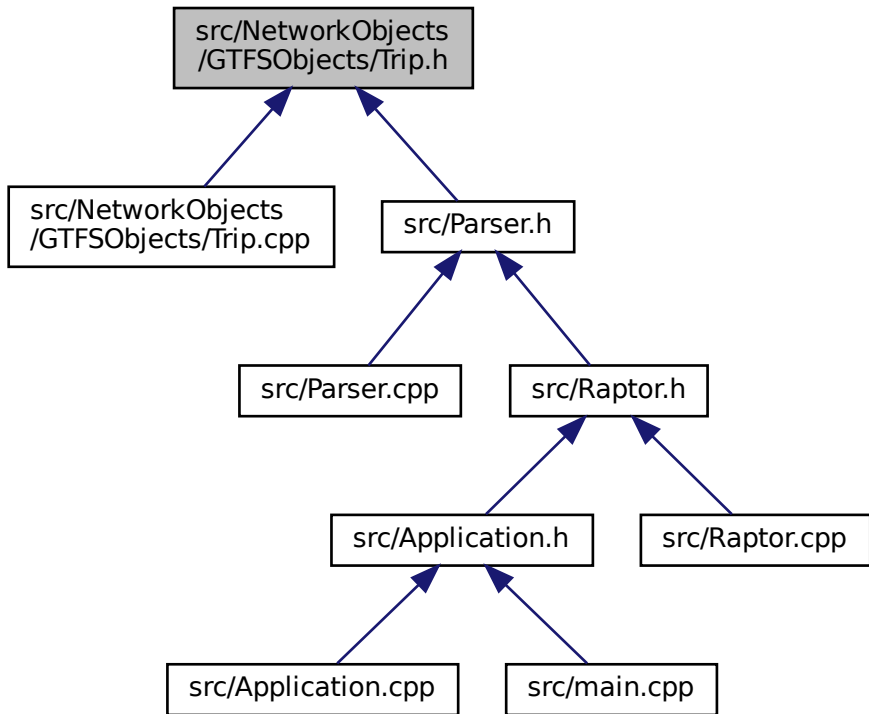 src/NetworkObjects
/GTFSObjects/Trip.h
src/NetworkObjects
/GTFSObjects/Trip.cpp
src/Parser.h
src/Parser.cpp
src/Raptor.h
src/Application.h
src/Raptor.cpp
src/Application.cpp
src/main.cpp